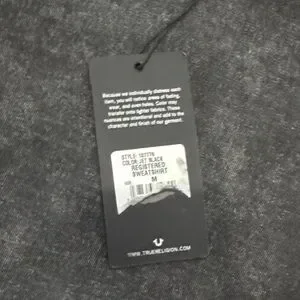 Because we individually distress each
item, you will notice areas of fading,
wear, and even holes. Color may
transfer onto lighter fabrics. These
nuances are intentional and add to the
character and finish of our garment.
COLOR: JET BLACK
REGISTERED
SWEATSHIRT
M
WWW.TRUERELIGION.COM